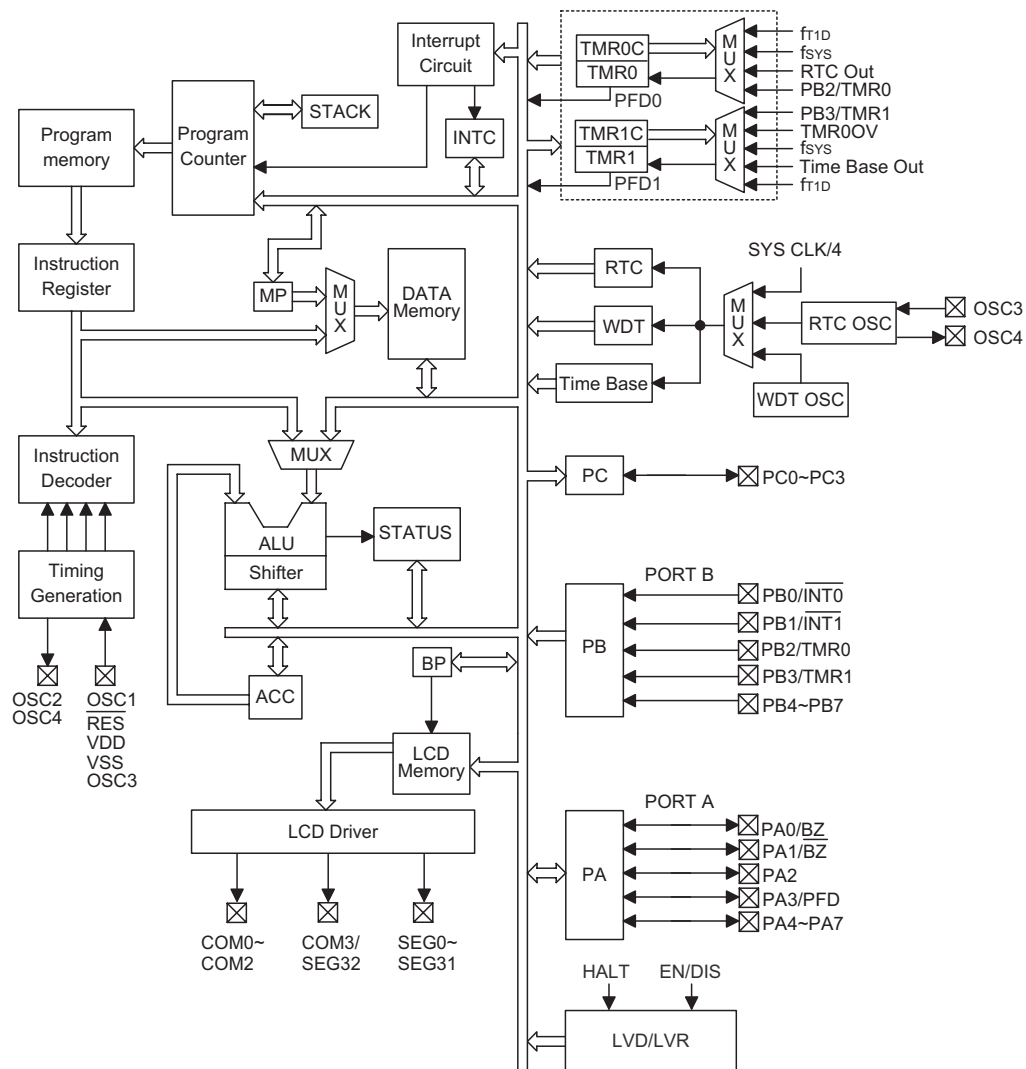 Interrupt
Circuit
TMR0C
TMR0
MUX
fT1D
fSYS
RTC Out
PB2/TMR0
PFD0
PB3/TMR1
TMR0OV
fSYS
Time Base Out
fT1D
MUX
TMR1C
TMR1
PFD1
STACK
INTC
Program
memory
Program
Counter
Instruction
Register
MP
MUX
DATA
Memory
SYS CLK/4
RTC
WDT
Time Base
MUX
RTC OSC
OSC3
OSC4
WDT OSC
Instruction
Decoder
MUX
PC
PC0~PC3
ALU
Shifter
STATUS
Timing
Generation
PORT B
PB
PB0/INT0
PB1/INT1
PB2/TMR0
PB3/TMR1
PB4~PB7
OSC2
OSC4
OSC1
RES
VDD
VSS
OSC3
ACC
BP
LCD
Memory
LCD Driver
PORT A
PA
PA0/BZ
PA1/BZ
PA2
PA3/PFD
PA4~PA7
COM0~
COM2
COM3/
SEG32
SEG0~
SEG31
HALT
EN/DIS
LVD/LVR